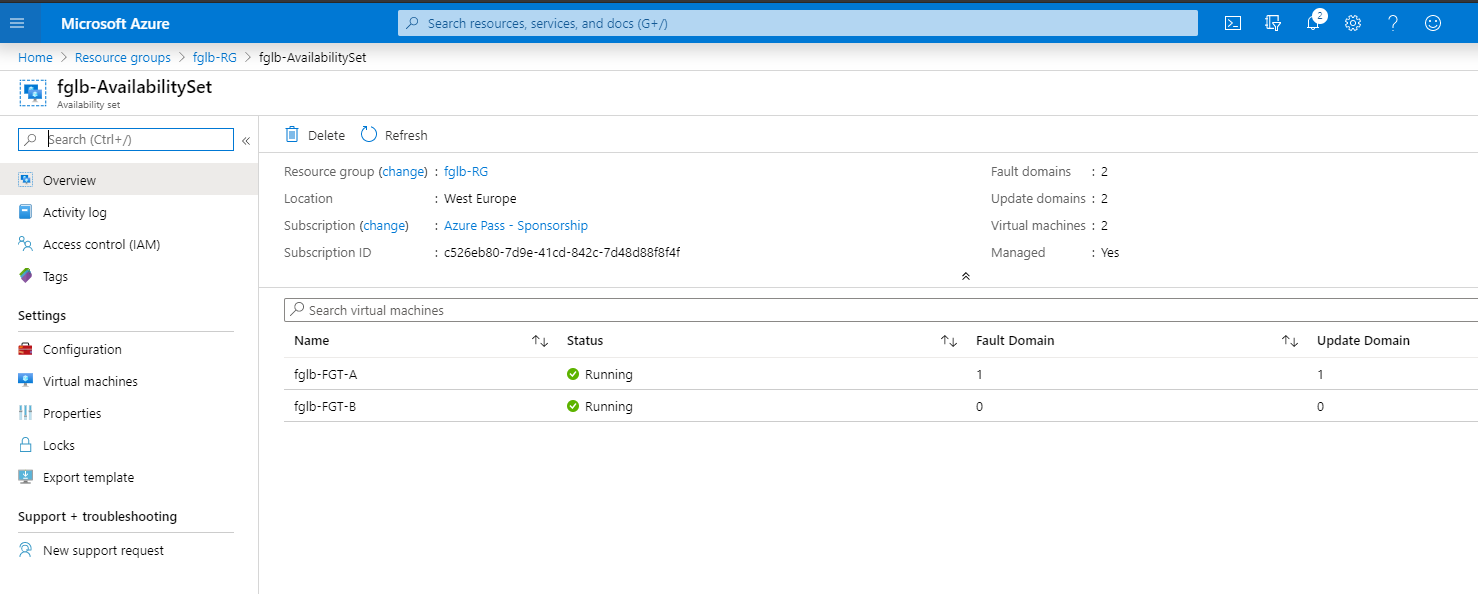 Microsoft Azure
Search resources, services, and docs (G+/)
2
Home > Resource groups > fglb-RG > fglb-AvailabilitySet
fglb-AvailabilitySet
Availability set
Search (Ctrl+/)
«
Overview
Activity log
Access control (IAM)
Tags
Settings
Configuration
Virtual machines
Properties
Locks
Export template
Support + troubleshooting
New support request
Delete Refresh
Resource group (change) : fglb-RG
Location : West Europe
Subscription (change) : Azure Pass - Sponsorship
Subscription ID : c526eb80-7d9e-41cd-842c-7d48d88f8f4f
Fault domains : 2
Update domains : 2
Virtual machines : 2
Managed : Yes
Search virtual machines
Name Status Fault Domain Update Domain
fglb-FGT-A Running 1 1
fglb-FGT-B Running 0 0